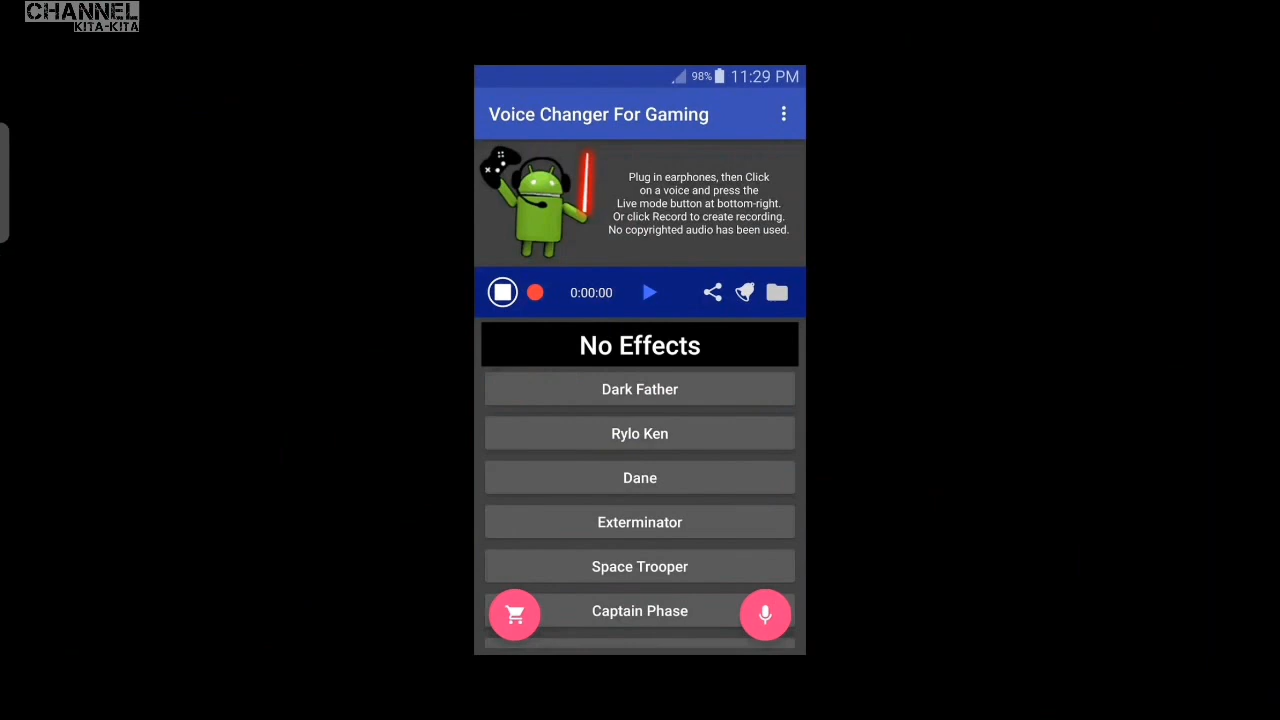 CHANNEL
KITA-KITA
98% 11:29 PM
Voice Changer For Gaming
Plug in earphones, then Click
on a voice and press the
Live mode button at bottom-right.
Or click Record to create recording.
No copyrighted audio has been used.
0:00:00
No Effects
Dark Father
Rylo Ken
Dane
Exterminator
Space Trooper
Captain Phase